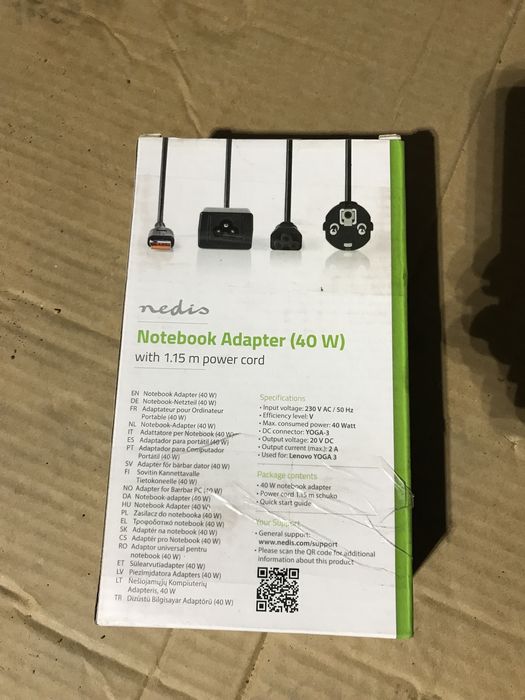 nedis
Notebook Adapter (40 W)
with 1.15 m power cord
EN Notebook Adapter (40 W)
DE Notebook-Netzteil (40 W)
FR Adaptateur pour Ordinateur
Portable (40 W)
NL Notebook-Adapter (40 W)
IT Adattatore per Notebook (40 W)
ES Adaptador para portátil (40 W)
PT Adaptador para Computador
Portátil (40 W)
SV Adapter för bärbar dator (40 W)
FI Sovitin Kannettavalle
Tietokoneelle (40 W)
NO Adapter for Bærbar PC (40 W)
DA Notebook-adapter (40 W)
HU Notebook Adapter (40 W)
PL Zasilacz do notebooka (40 W)
EL Τροφοδοτικό notebook (40 W)
SK Adaptér na notebook (40 W)
CS Adaptér pro Notebook (40 W)
RO Adaptor universal pentru
notebook (40 W)
ET Sülearvutiadapter (40 W)
LV Piezīmjdatora Adapters (40 W)
LT Nešiojamųjų Kompiuterių
Adapteris, 40 W
TR Dizüstü Bilgisayar Adaptörü (40 W)
Specifications
• Input voltage: 230 V AC / 50 Hz
• Efficiency level: V
• Max. consumed power: 40 Watt
• DC connector: YOGA-3
• Output voltage: 20 V DC
• Output current (max.): 2 A
• Used for: Lenovo YOGA 3
Package contents
• 40 W notebook adapter
• Power cord 1.15 m schuko
• Quick start guide
Your Support
• General support:
www.nedis.com/support
• Please scan the QR code for additional
information about this product